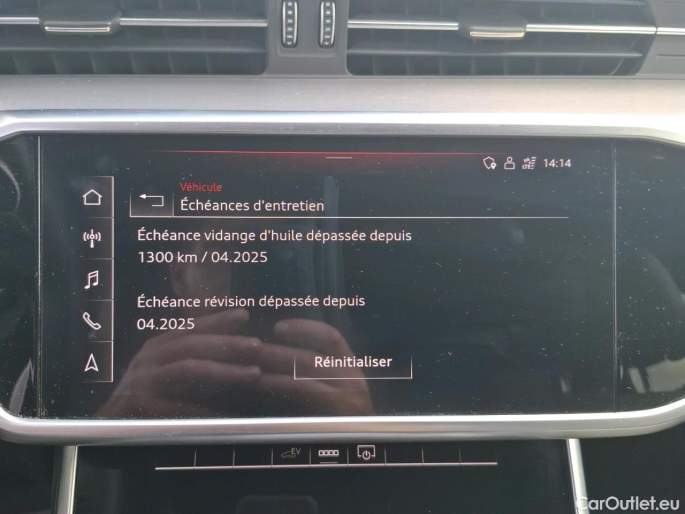 14:14
Véhicule
Échéances d'entretien
Échéance vidange d'huile dépassée depuis
1300 km / 04.2025
Échéance révision dépassée depuis
04.2025
Réinitialiser
EV
CarOutlet.eu